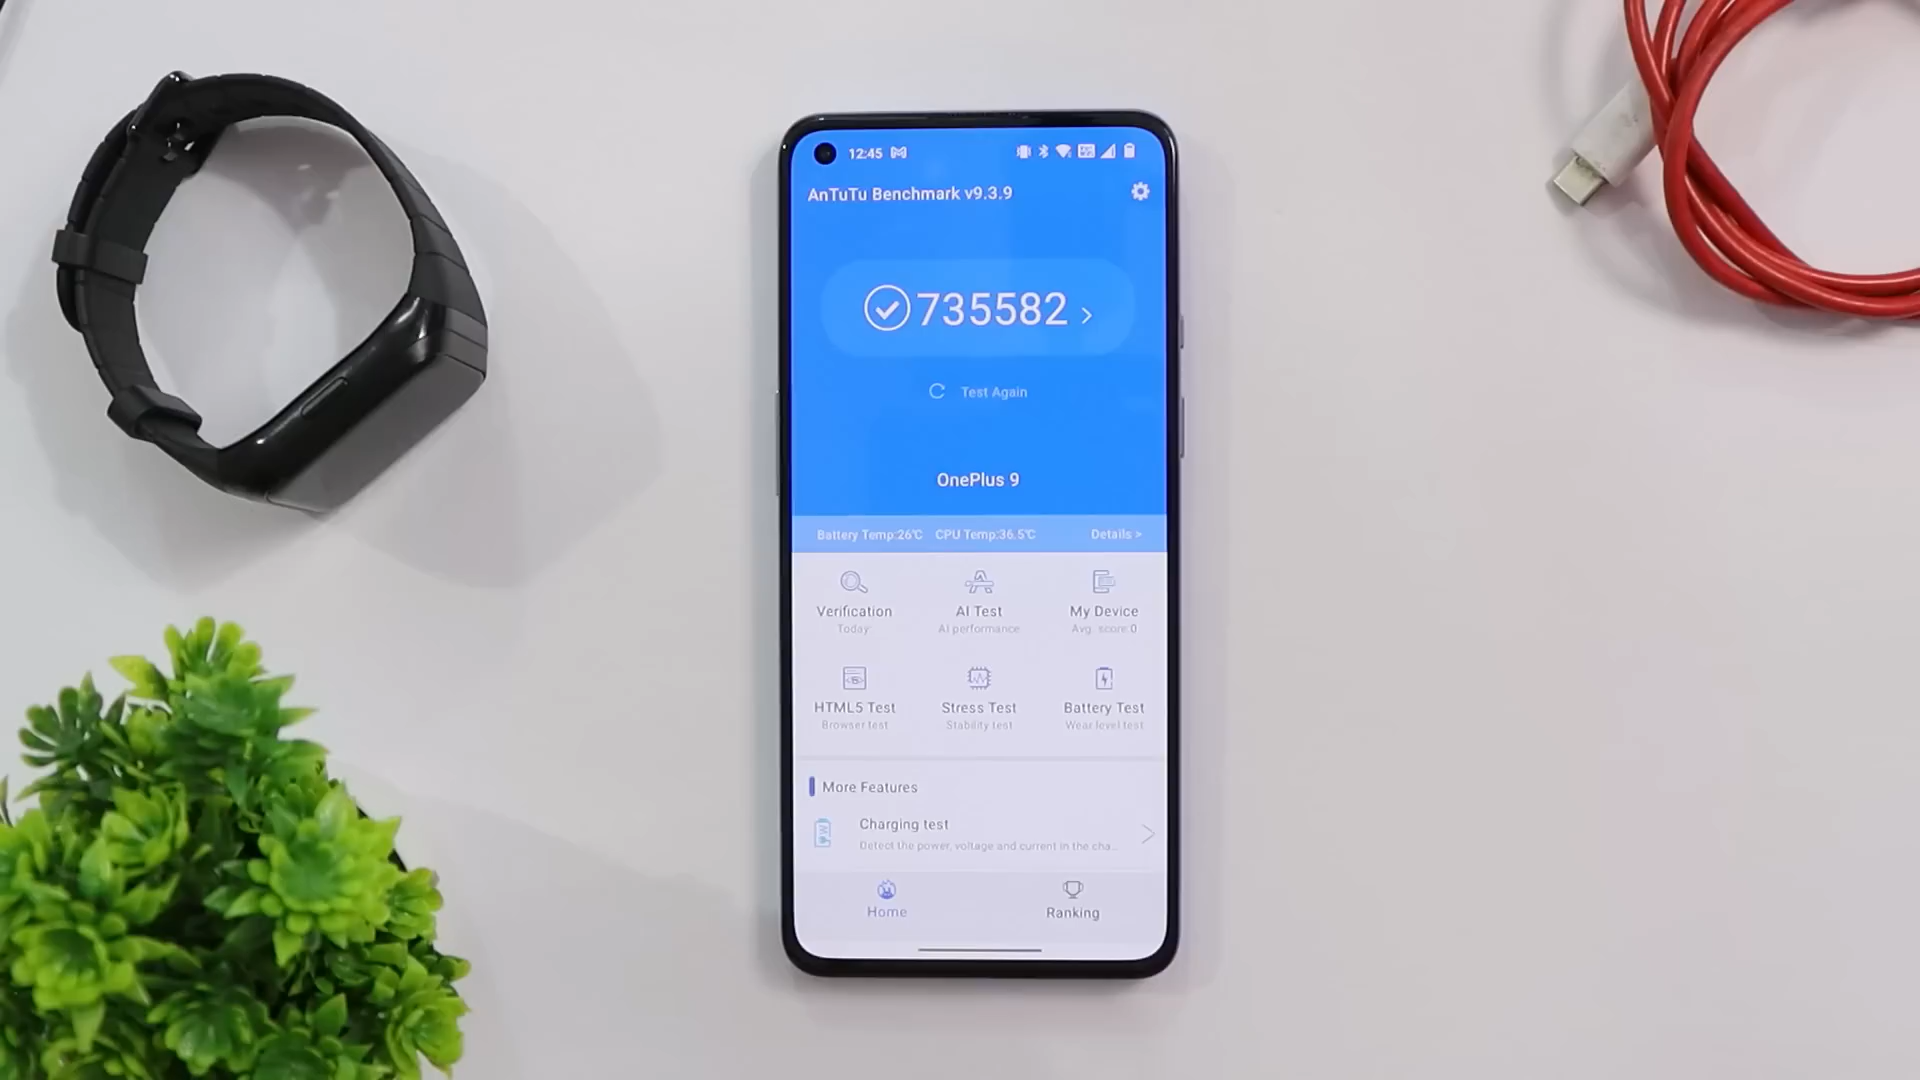 12:45
AnTuTu Benchmark v9.3.9
735582 >
Test Again
OnePlus 9
Battery Temp:26℃ CPU Temp:36.5℃ Details >
Verification AI Test My Device
Today AI performance Avg. score:0
HTML5 Test Stress Test Battery Test
Browser test Stability test Wear level test
More Features
Charging test
Detect the power, voltage and current in the cha...
Home Ranking